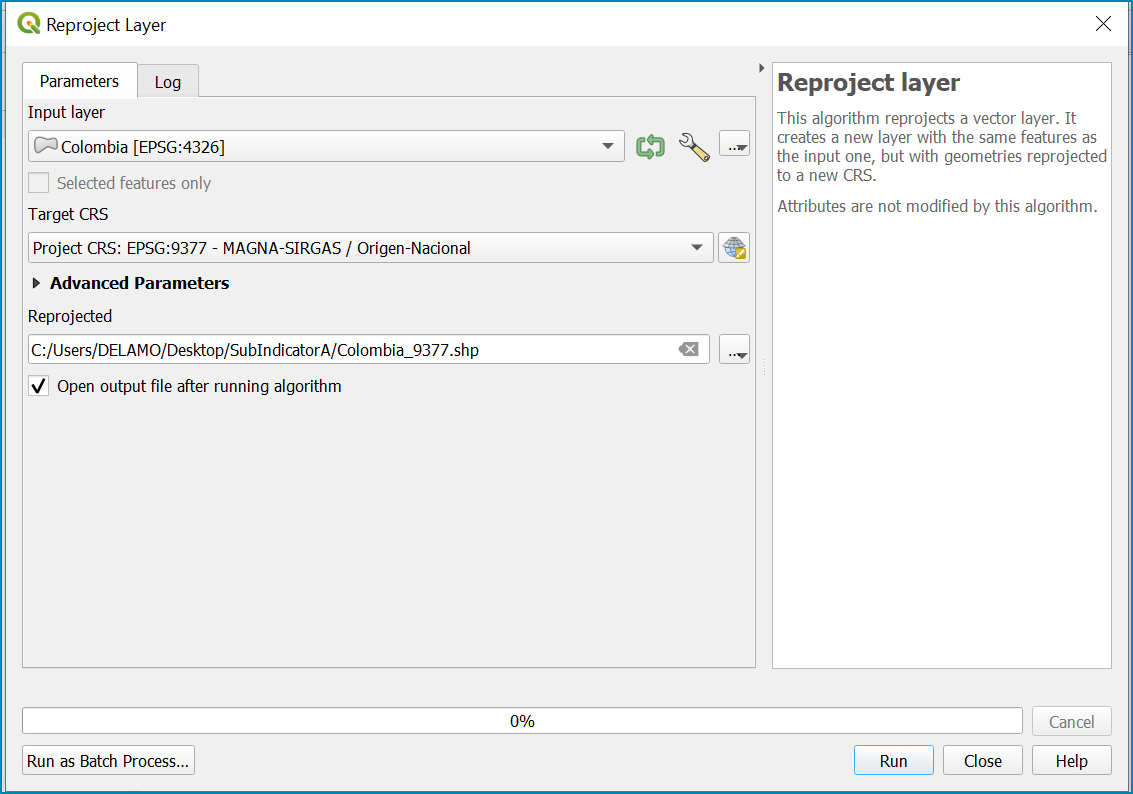 Reproject Layer
Parameters
Log
Input layer
Colombia [EPSG:4326]
...
Selected features only
Target CRS
Project CRS: EPSG:9377 - MAGNA-SIRGAS / Origen-Nacional
Advanced Parameters
Reprojected
C:/Users/DELAMO/Desktop/SubIndicatorA/Colombia_9377.shp
...
Open output file after running algorithm
Reproject layer
This algorithm reprojects a vector layer. It
creates a new layer with the same features as
the input one, but with geometries reprojected
to a new CRS.
Attributes are not modified by this algorithm.
0%
Cancel
Run as Batch Process...
Run
Close
Help